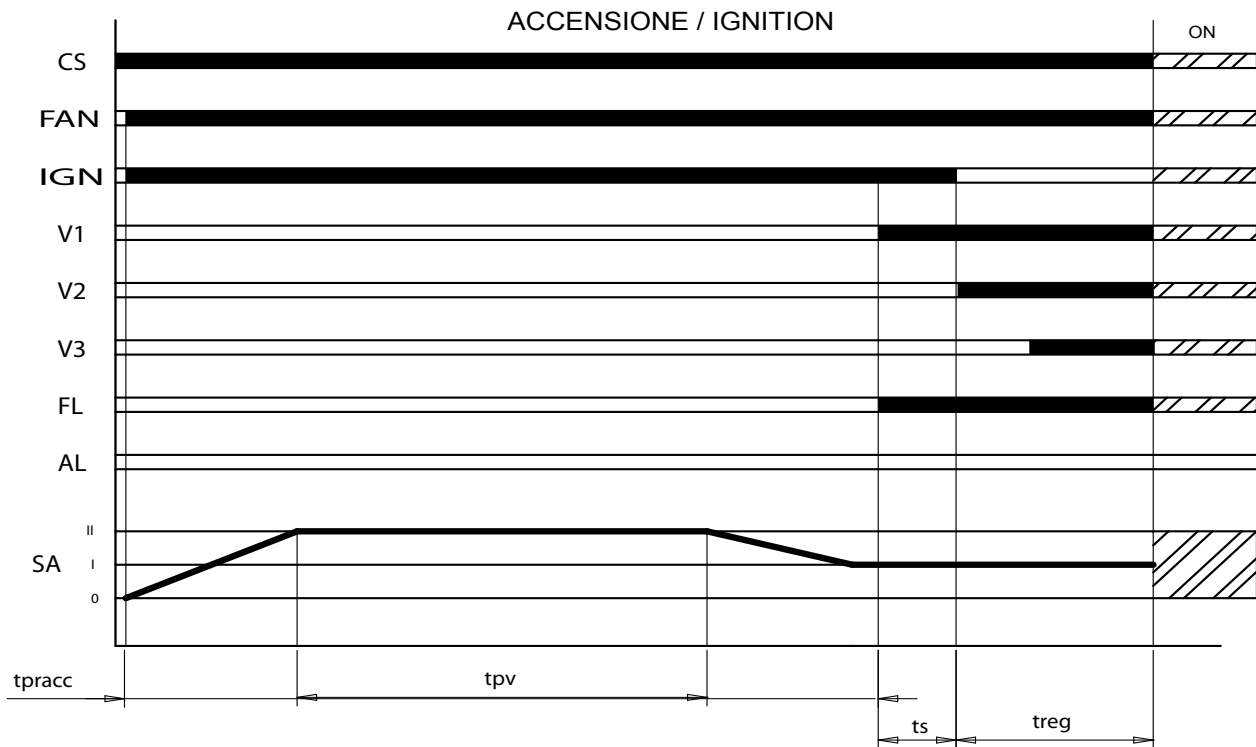 ACCENSIONE / IGNITION
ON
CS
FAN
IGN
V1
V2
V3
FL
AL
II
SA
I
0
tpracc
tpv
ts
treg